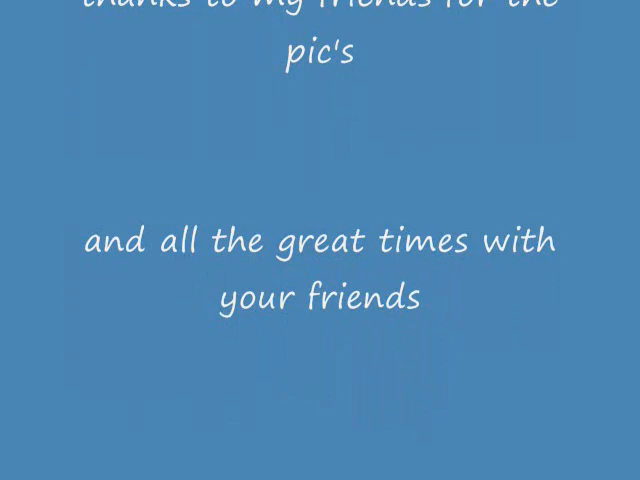 thanks to my friends for the
pic's
and all the great times with
your friends